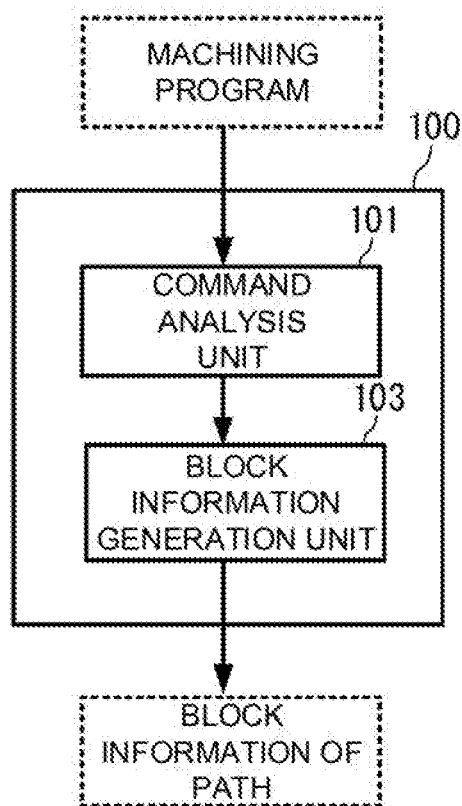 MACHINING
PROGRAM
100
101
COMMAND
ANALYSIS
UNIT
103
BLOCK
INFORMATION
GENERATION UNIT
BLOCK
INFORMATION OF
PATH